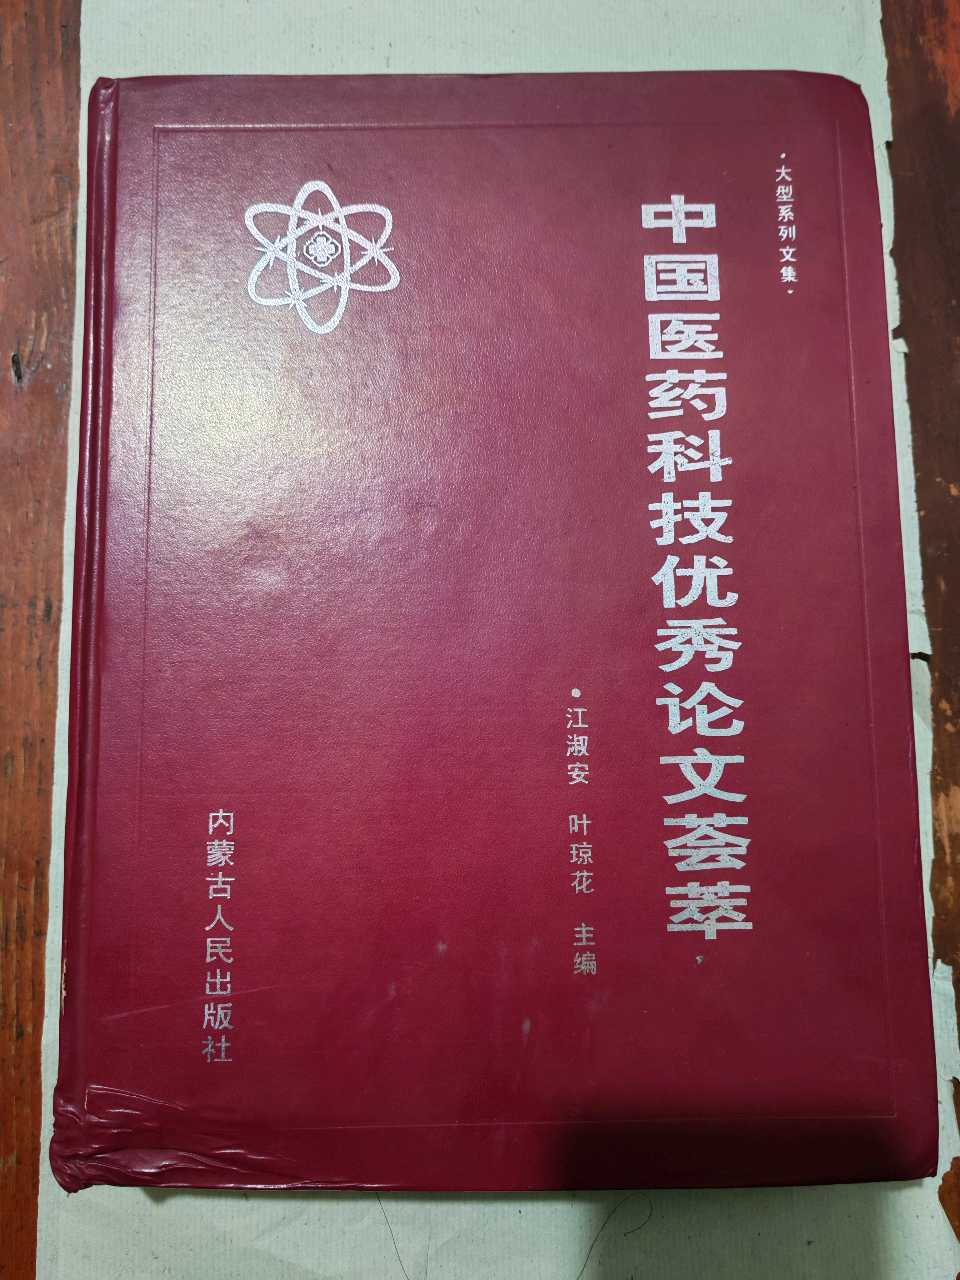 ·大型系列文集·
中国医药科技优秀论文荟萃
·江淑安 叶琼花 主编
内蒙古人民出版社